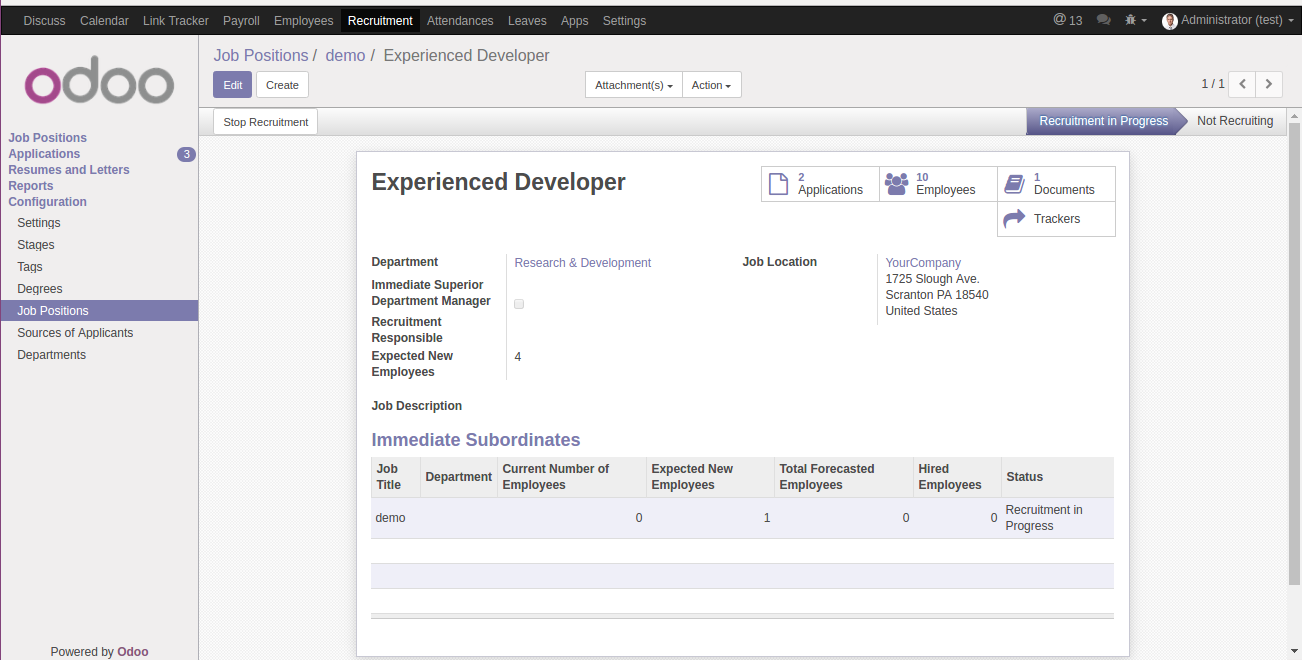 Discuss Calendar Link Tracker Payroll Employees Recruitment Attendances Leaves Apps Settings @ 13 Administrator (test)
odoo
Job Positions
Applications 3
Resumes and Letters
Reports
Configuration
Settings
Stages
Tags
Degrees
Job Positions
Sources of Applicants
Departments
Powered by Odoo
Job Positions / demo / Experienced Developer
Edit Create Attachment(s) Action 1 / 1
Stop Recruitment Recruitment in Progress Not Recruiting
Experienced Developer
2 Applications
10 Employees
1 Documents
Trackers
Department Research & Development
Immediate Superior
Department Manager
Recruitment
Responsible
Expected New
Employees 4
Job Location YourCompany
1725 Slough Ave.
Scranton PA 18540
United States
Job Description
Immediate Subordinates
Job Title Department Current Number of Employees Expected New Employees Total Forecasted Employees Hired Employees Status
demo 0 1 0 0 Recruitment in Progress